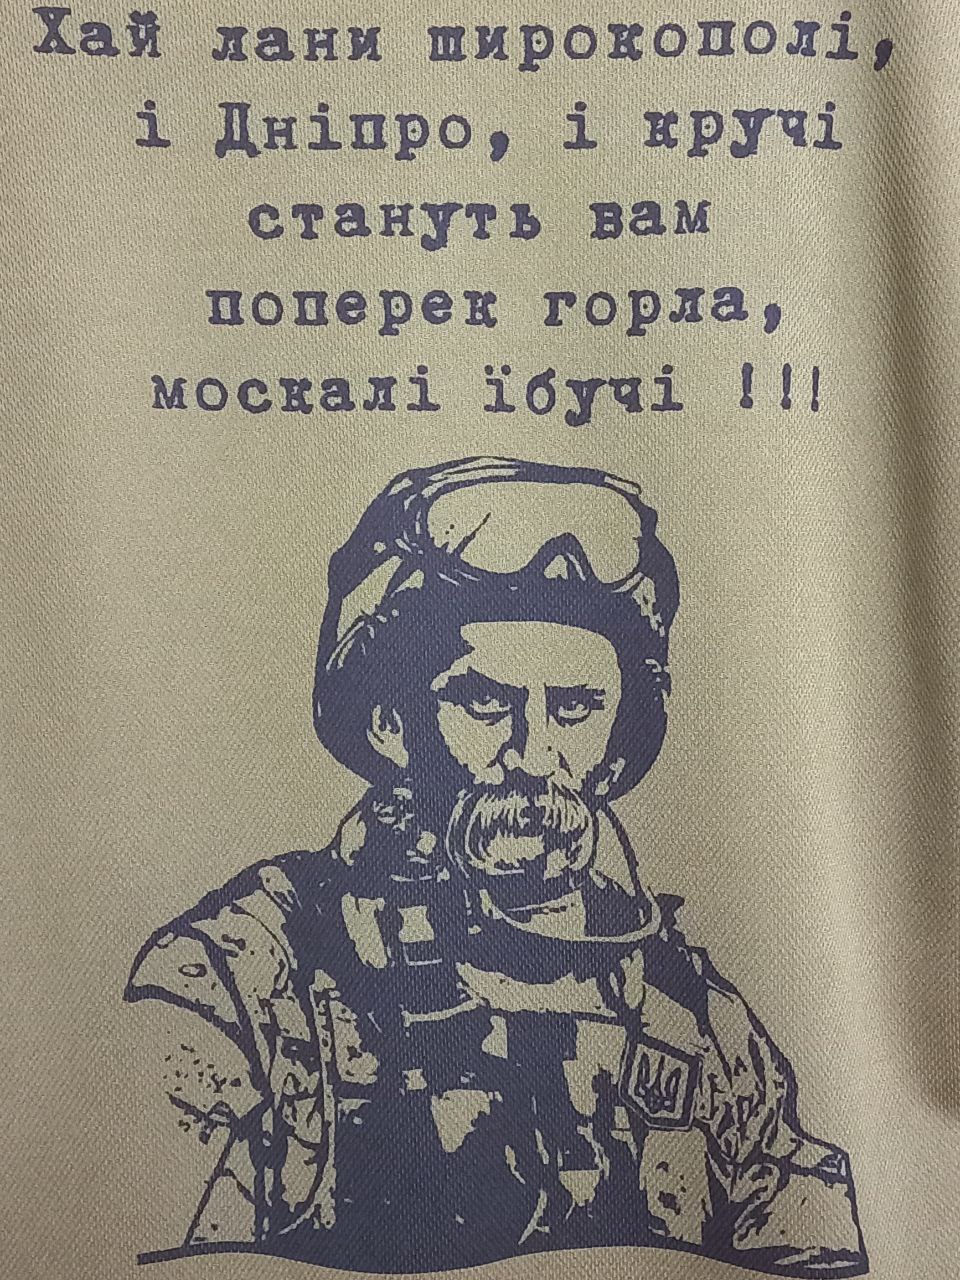 Хай лани широкополі,
і Дніпро, і кручі
стануть вам
поперек горла,
москалі їбучі !!!